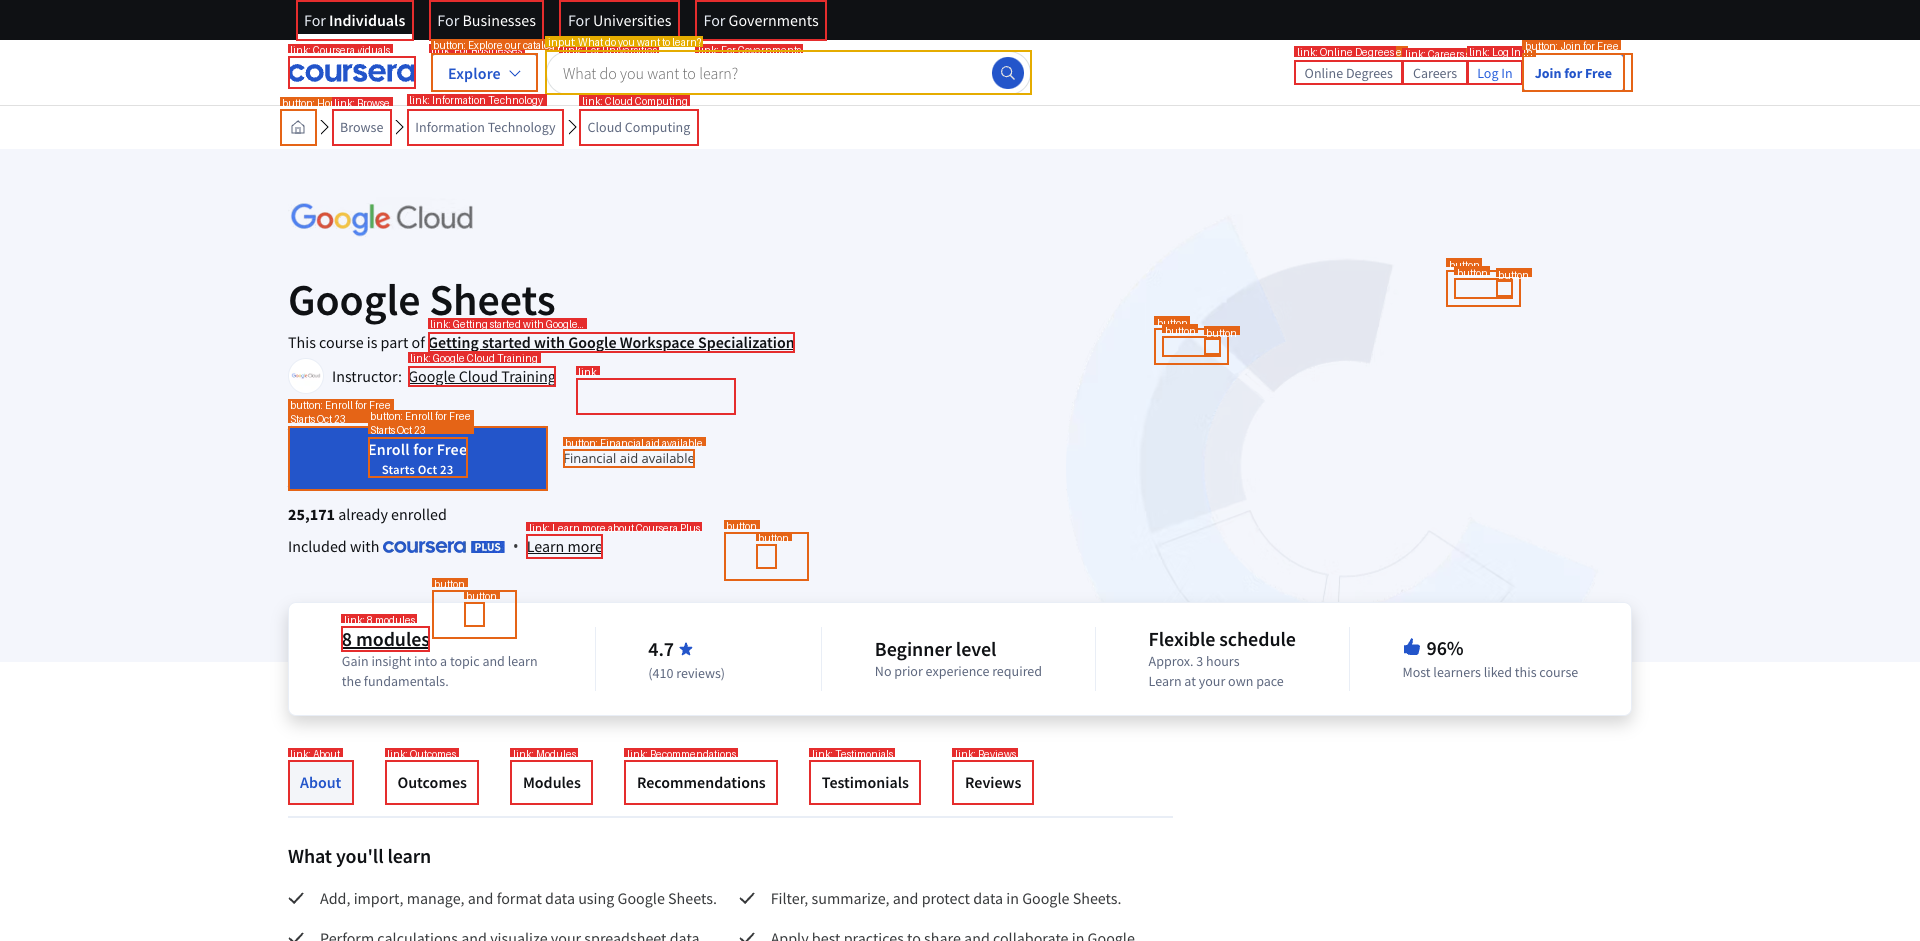 For Individuals
For Businesses
For Universities
For Governments
link: Coursera
viduals
button: Explore our catalo
input: What do you want to learn?
link: Online Degrees
link: Careers
link: Log In
button: Join for Free
coursera
Explore
What do you want to learn?
Online Degrees
Careers
Log In
Join for Free
link: Browse
link: Information Technology
link: Cloud Computing
Browse
Information Technology
Cloud Computing
Google Cloud
Google Sheets
link: Getting started with Google...
This course is part of Getting started with Google Workspace Specialization
link: Google Cloud Training
link
Instructor: Google Cloud Training
button: Enroll for Free
Starts Oct 23
button: Enroll for Free
Starts Oct 23
button: Financial aid available
Enroll for Free
Starts Oct 23
Financial aid available
25,171 already enrolled
link: Learn more about Coursera Plus
Included with coursera PLUS • Learn more
button
button
button
button
button
button
button
button
button
button
link: 8 modules
8 modules
Gain insight into a topic and learn
the fundamentals.
4.7
(410 reviews)
Beginner level
No prior experience required
Flexible schedule
Approx. 3 hours
Learn at your own pace
96%
Most learners liked this course
link: About
link: Outcomes
link: Modules
link: Recommendations
link: Testimonials
link: Reviews
About
Outcomes
Modules
Recommendations
Testimonials
Reviews
What you'll learn
Add, import, manage, and format data using Google Sheets.
Filter, summarize, and protect data in Google Sheets.
Perform calculations and visualize your spreadsheet data
Apply best practices to share and collaborate in Google